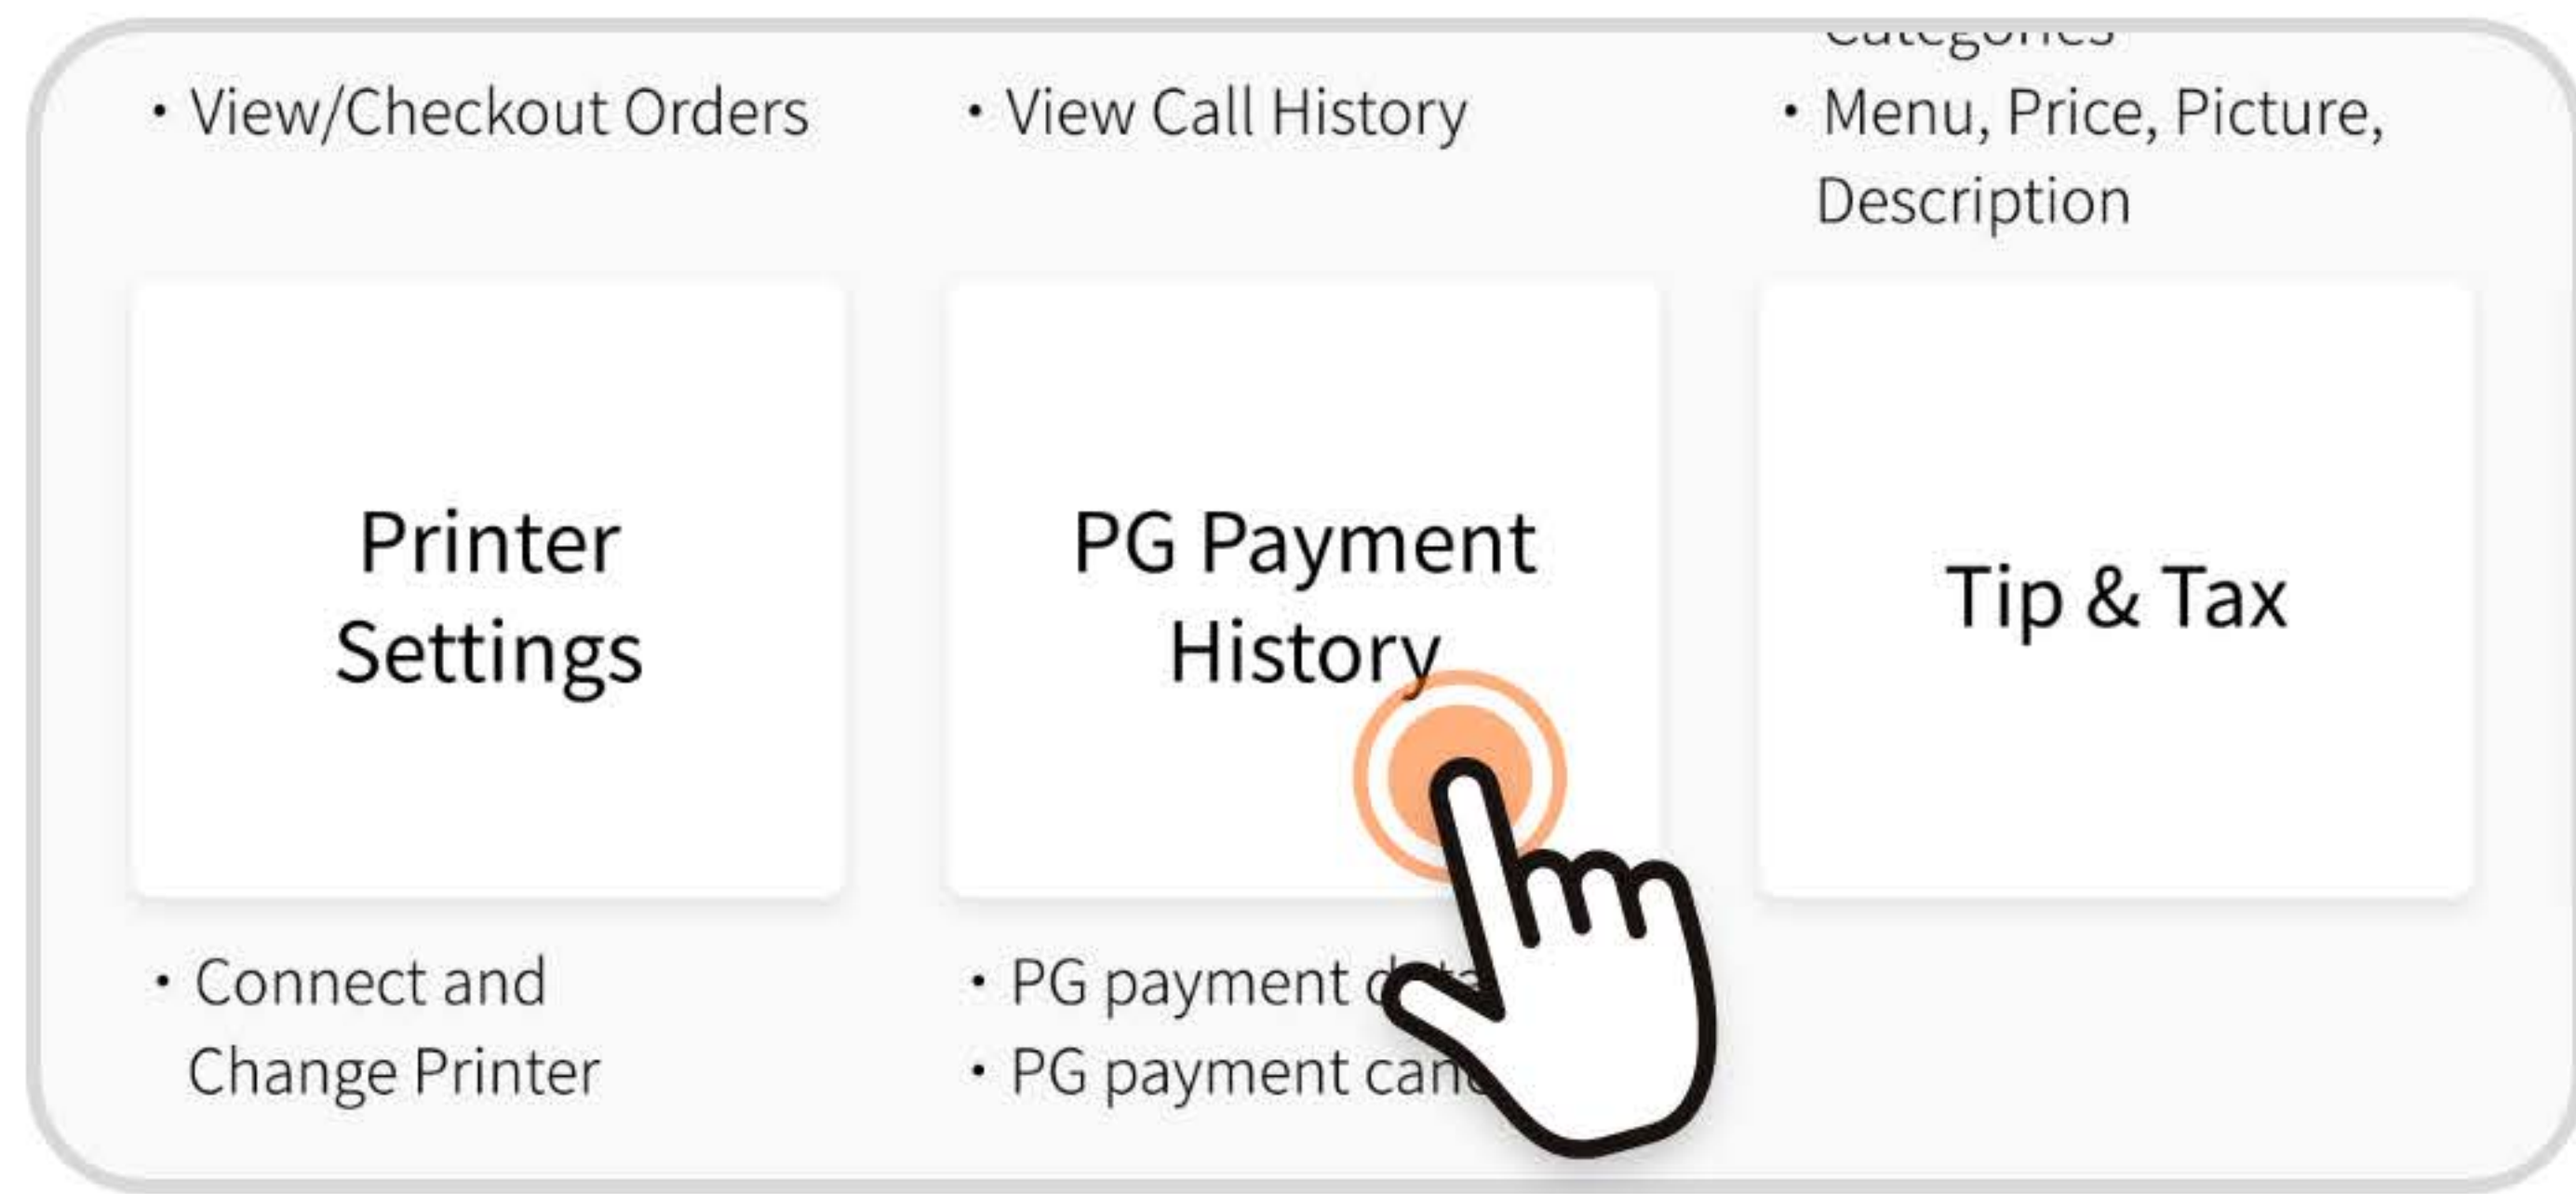 Categories
• View/Checkout Orders
• View Call History
• Menu, Price, Picture,
Description
Printer
Settings
PG Payment
History
Tip & Tax
• Connect and
Change Printer
• PG payment
• PG payment